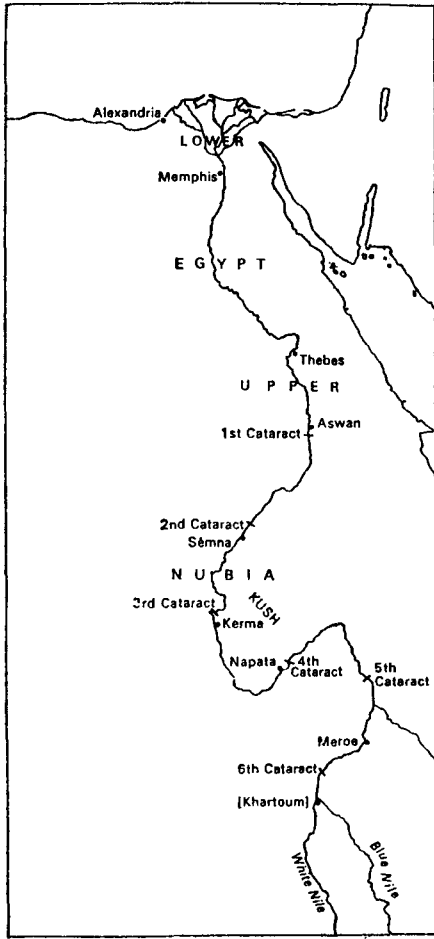 Alexandria
LOWER
Memphis
EGYPT
Thebes
UPPER
Aswan
1st Cataract
2nd Cataract
Sêmna
NUBIA
KUSH
3rd Cataract
Kerma
Napata
4th
Cataract
5th
Cataract
Meroe
6th Cataract
[Khartoum]
White Nile
Blue Nile